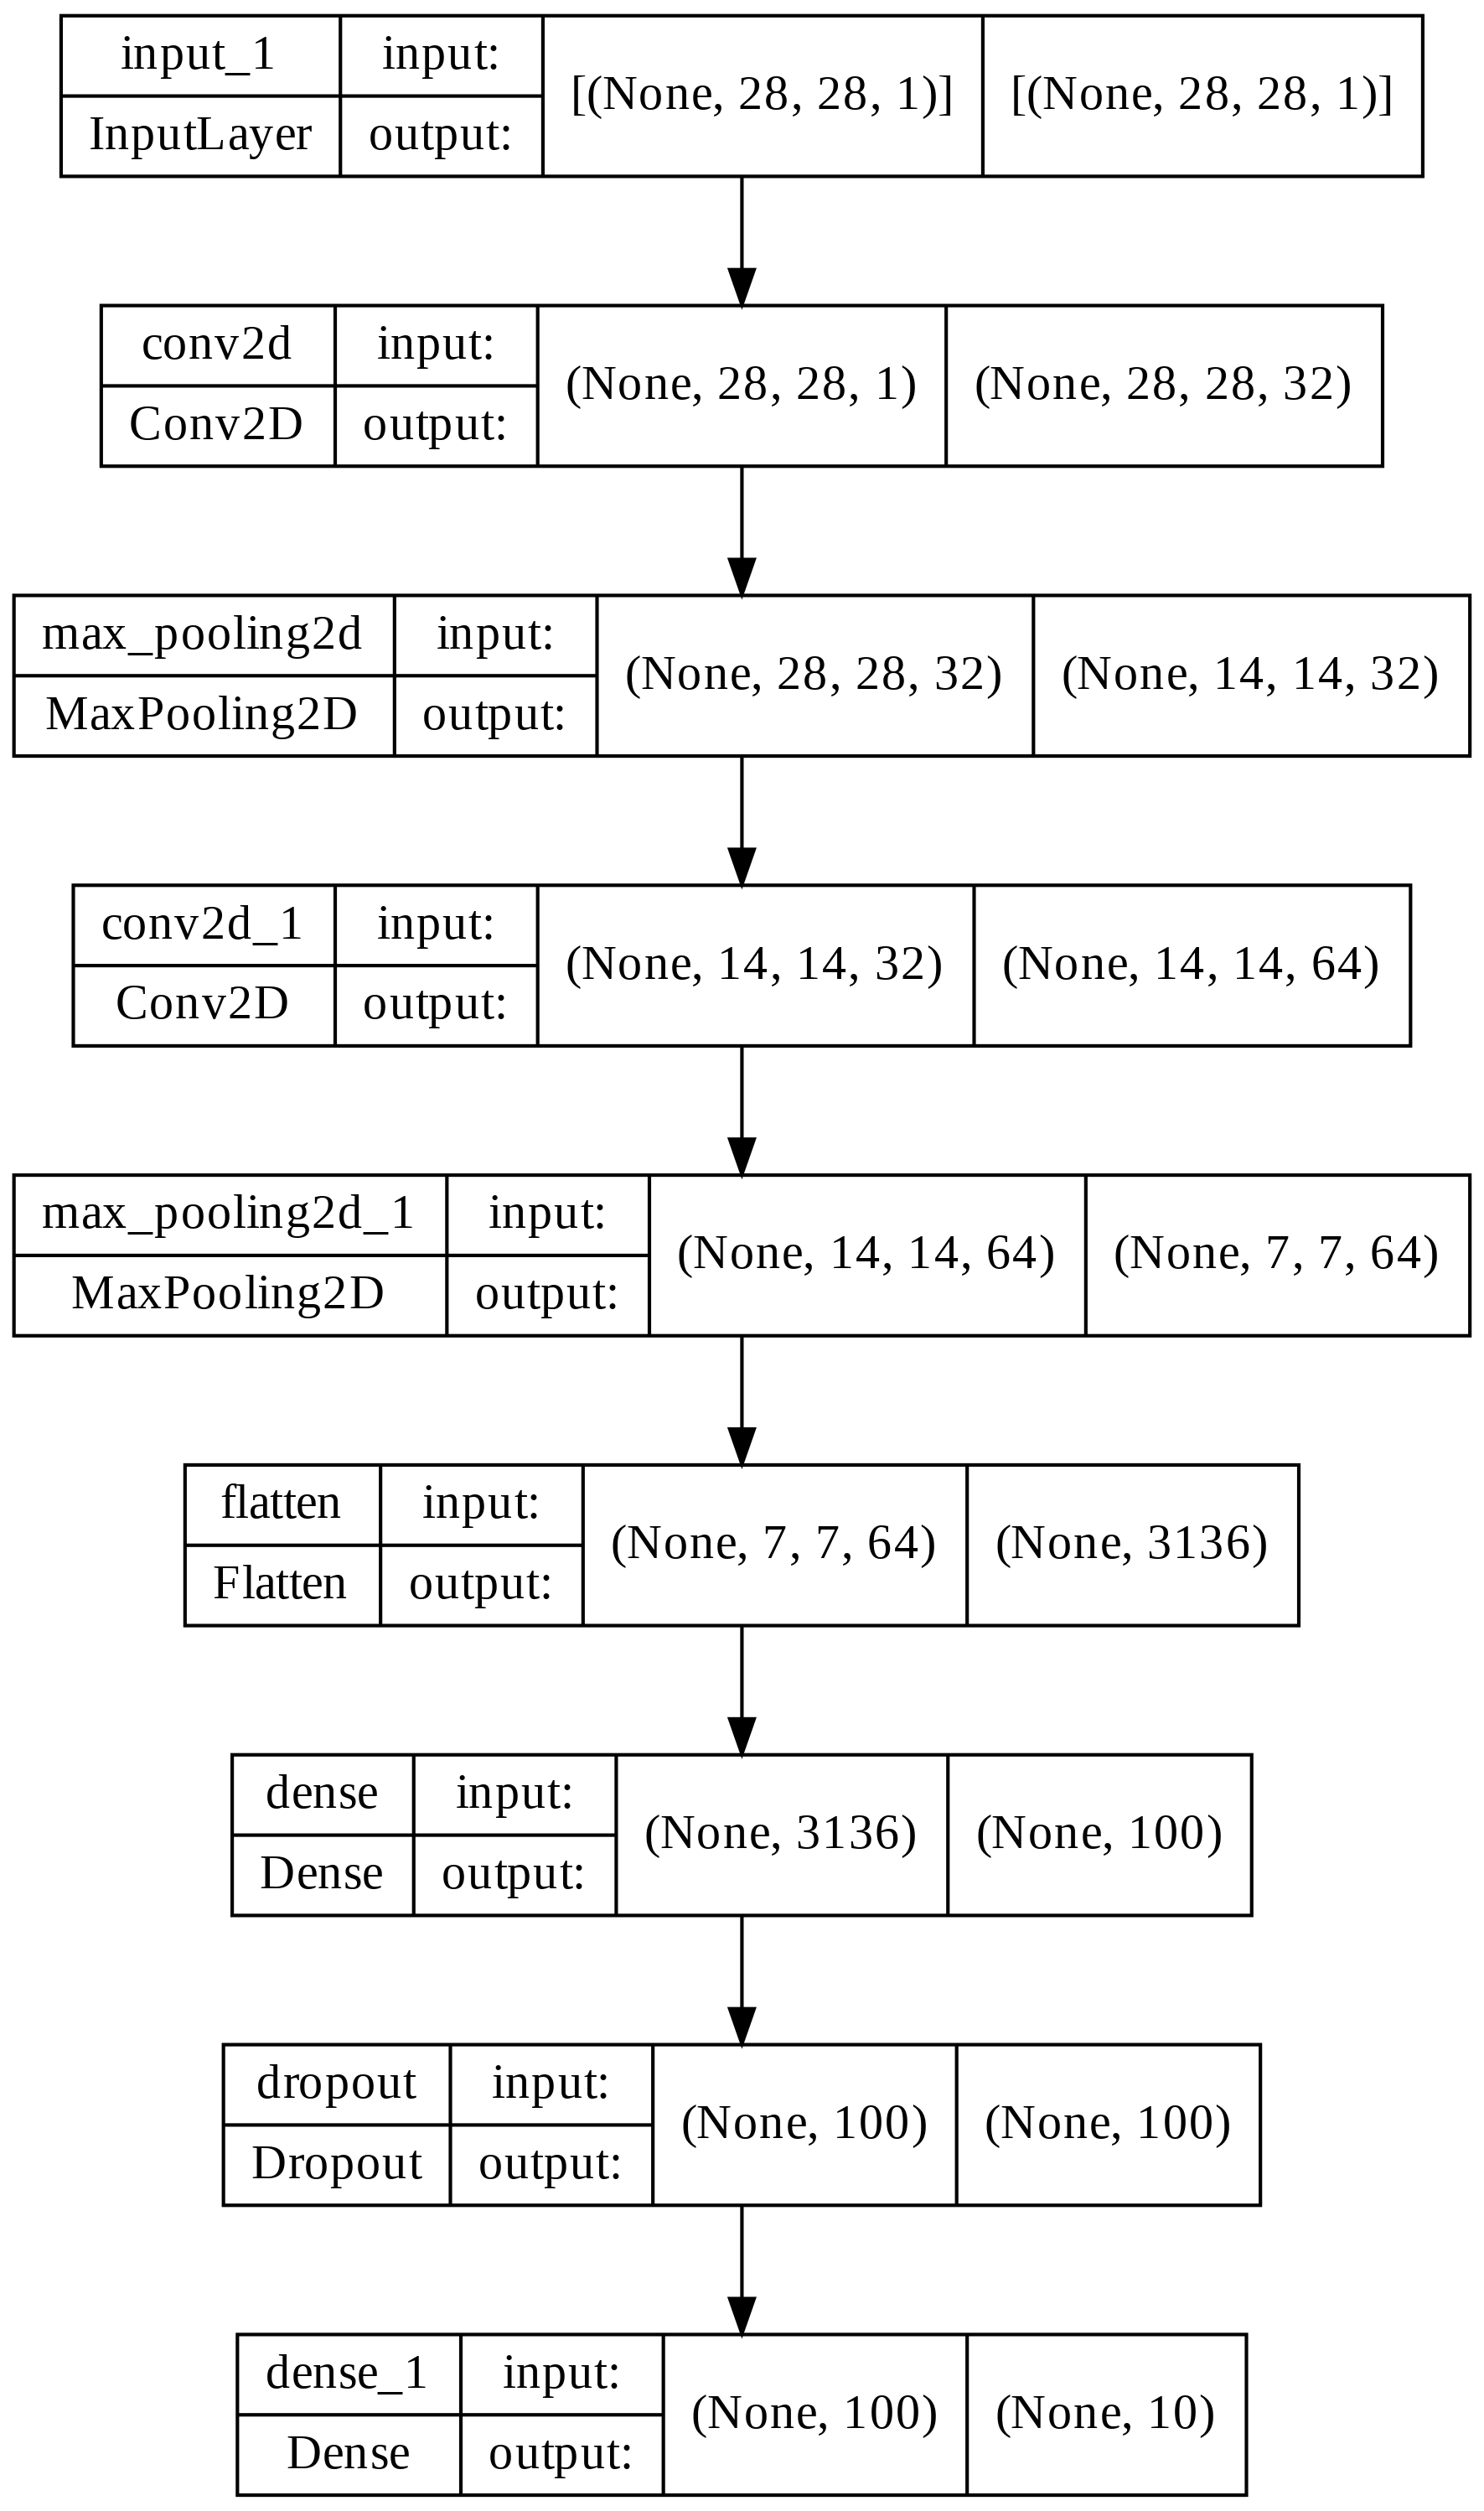 input_1 input: [(None, 28, 28, 1)] [(None, 28, 28, 1)]
InputLayer output:
conv2d input: (None, 28, 28, 1) (None, 28, 28, 32)
Conv2D output:
max_pooling2d input: (None, 28, 28, 32) (None, 14, 14, 32)
MaxPooling2D output:
conv2d_1 input: (None, 14, 14, 32) (None, 14, 14, 64)
Conv2D output:
max_pooling2d_1 input: (None, 14, 14, 64) (None, 7, 7, 64)
MaxPooling2D output:
flatten input: (None, 7, 7, 64) (None, 3136)
Flatten output:
dense input: (None, 3136) (None, 100)
Dense output:
dropout input: (None, 100) (None, 100)
Dropout output:
dense_1 input: (None, 100) (None, 10)
Dense output: